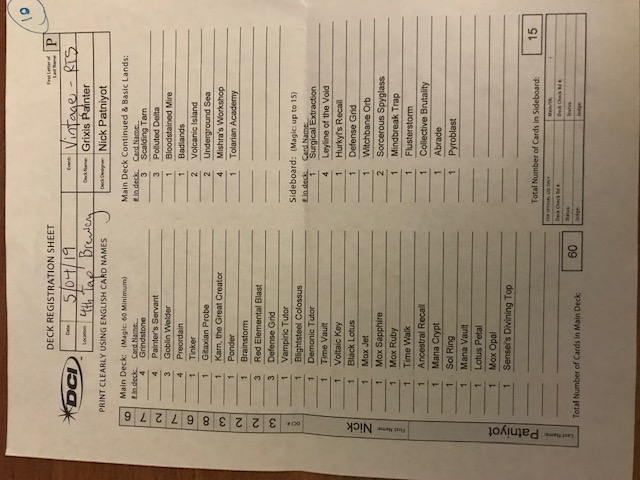 10
DECK REGISTRATION SHEET
First Letter of
Last Name
P
DCI
Date: 5/04/19
Event: Vintage - RTS
Location: 4th Tap Brewery
Deck Name: Grixis Painter
PRINT CLEARLY USING ENGLISH CARD NAMES
Deck Designer: Nick Patniyot
Main Deck: (Magic: 60 Minimum)
# in deck: Card Name:
4 Grindstone
4 Painter's Servant
3 Goblin Welder
4 Preordain
1 Tinker
1 Gitaxian Probe
1 Karn, the Great Creator
1 Ponder
1 Brainstorm
3 Red Elemental Blast
3 Defense Grid
1 Vampiric Tutor
1 Blightsteel Colossus
1 Demonic Tutor
1 Time Vault
1 Voltaic Key
1 Black Lotus
1 Mox Jet
1 Mox Sapphire
1 Mox Ruby
1 Time Walk
1 Ancestral Recall
1 Mana Crypt
1 Sol Ring
1 Mana Vault
1 Lotus Petal
1 Mox Opal
1 Sensei's Divining Top
Total Number of Cards in Main Deck: 60
Main Deck Continued & Basic Lands:
# in deck: Card Name:
3 Scalding Tarn
3 Polluted Delta
1 Bloodstained Mire
1 Badlands
2 Volcanic Island
2 Underground Sea
4 Mishra's Workshop
1 Tolarian Academy
Sideboard: (Magic: up to 15)
# in deck: Card Name:
1 Surgical Extraction
4 Leyline of the Void
1 Hurkyl's Recall
1 Defense Grid
1 Witchbane Orb
2 Sorcerous Spyglass
1 Mindbreak Trap
1 Flusterstorm
1 Collective Brutality
1 Abrade
1 Pyroblast
Total Number of Cards in Sideboard: 15
FOR OFFICIAL USE ONLY
Main/SB: /
Deck Check Rd #:
Deck Check Rd #:
Status:
Status:
Judge:
Judge:
DCI #: 3 2 2 3 8 6 7 2 7 6
First Name: Nick
Last Name: Patniyot